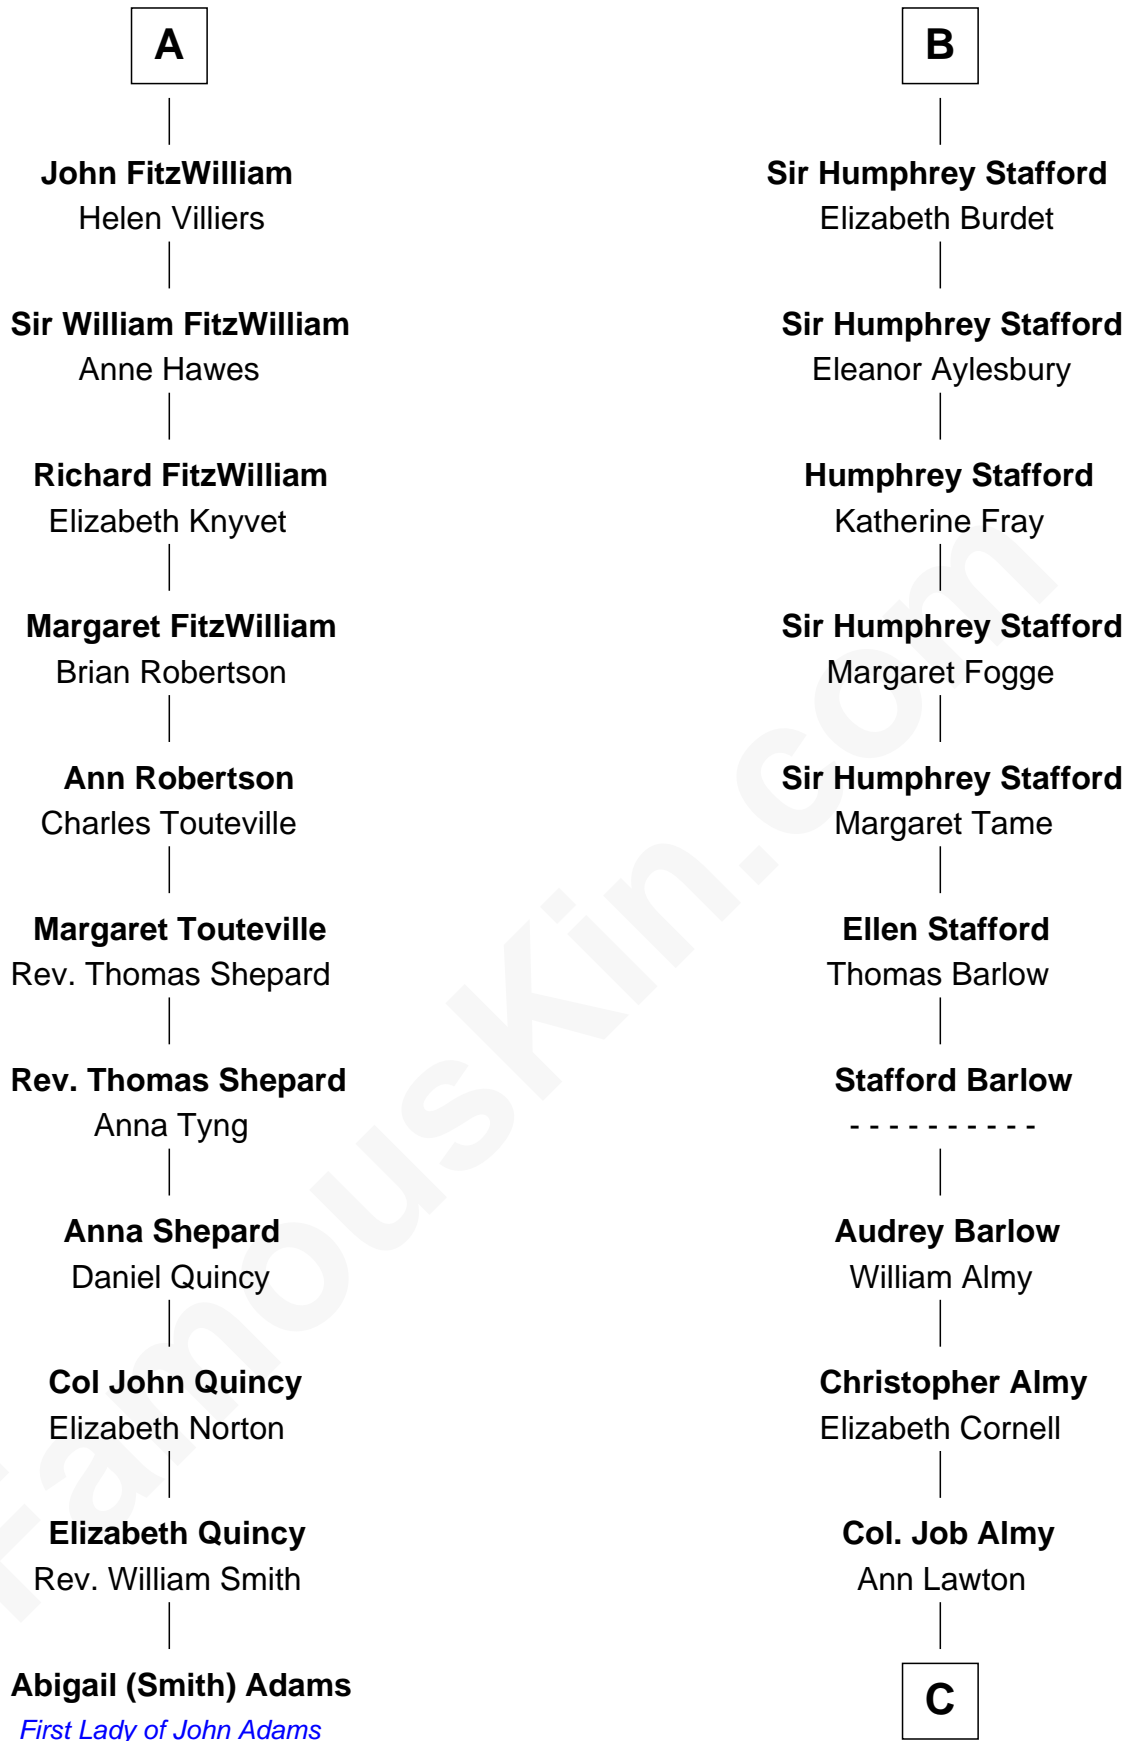 A
John FitzWilliam
Helen Villiers
Sir William FitzWilliam
Anne Hawes
Richard FitzWilliam
Elizabeth Knyvet
Margaret FitzWilliam
Brian Robertson
Ann Robertson
Charles Touteville
Margaret Touteville
Rev. Thomas Shepard
Rev. Thomas Shepard
Anna Tyng
Anna Shepard
Daniel Quincy
Col John Quincy
Elizabeth Norton
Elizabeth Quincy
Rev. William Smith
Abigail (Smith) Adams
First Lady of John Adams
B
Sir Humphrey Stafford
Elizabeth Burdet
Sir Humphrey Stafford
Eleanor Aylesbury
Humphrey Stafford
Katherine Fray
Sir Humphrey Stafford
Margaret Fogge
Sir Humphrey Stafford
Margaret Tame
Ellen Stafford
Thomas Barlow
Stafford Barlow
- - - - - - - - - -
Audrey Barlow
William Almy
Christopher Almy
Elizabeth Cornell
Col. Job Almy
Ann Lawton
C
FamousKin.com